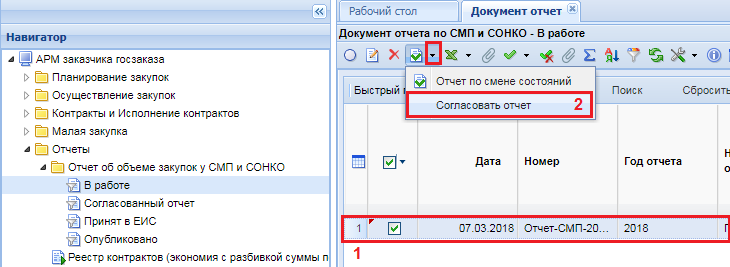 Навигатор
АРМ заказчика госзаказа
Планирование закупок
Осуществление закупок
Контракты и Исполнение контрактов
Малая закупка
Отчеты
Отчет об объеме закупок у СМП и СОНКО
В работе
Согласованный отчет
Принят в ЕИС
Опубликовано
Реестр контрактов (экономия с разбивкой суммы п
Рабочий стол
Документ отчет
Документ отчета по СМП и СОНКО - В работе
Отчет по смене состояний
Согласовать отчет 2
Быстрый Поиск Сбросить
Дата Номер Год отчета
1 07.03.2018 Отчет-СМП-20... 2018
1